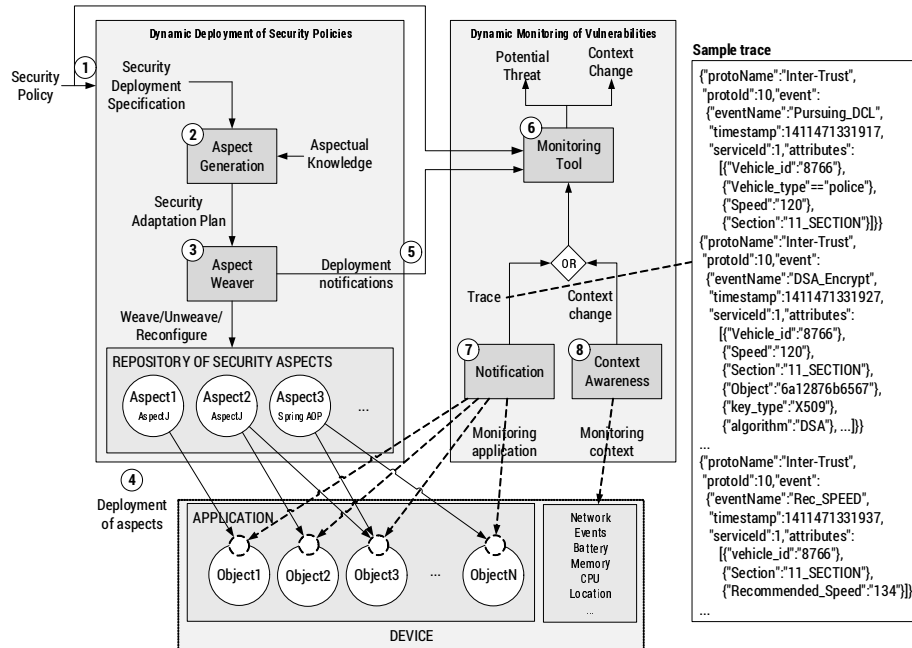 Dynamic Deployment of Security Policies
Dynamic Monitoring of Vulnerabilities
Sample trace
1
Security
Policy
Security
Deployment
Specification
2
Aspect
Generation
Aspectual
Knowledge
Security
Adaptation Plan
3
Aspect
Weaver
5
Deployment
notifications
Weave/Unweave/
Reconfigure
REPOSITORY OF SECURITY ASPECTS
Aspect1
AspectJ
Aspect2
AspectJ
Aspect3
Spring AOP
...
Potential
Threat
Context
Change
6
Monitoring
Tool
OR
Trace
Context
change
7
Notification
8
Context
Awareness
Monitoring
application
Monitoring
context
4
Deployment
of aspects
APPLICATION
Object1
Object2
Object3
...
ObjectN
Network
Events
Battery
Memory
CPU
Location
...
DEVICE
{"protoName":"Inter-Trust",
"protoId":10,"event":
{"eventName":"Pursuing_DCL",
"timestamp":1411471331917,
"serviceId":1,"attributes":
[{"Vehicle_id":"8766"},
{"Vehicle_type"=="police"},
{"Speed":"120"},
{"Section":"11_SECTION"}]}}
{"protoName":"Inter-Trust",
"protoId":10,"event":
{"eventName":"DSA_Encrypt",
"timestamp":1411471331927,
"serviceId":1,"attributes":
[{"Vehicle_id":"8766"},
{"Speed":"120"},
{"Section":"11_SECTION"},
{"Object":"6a12876b6567"},
{"key_type":"X509"},
{"algorithm":"DSA"}, ...]}}
...
{"protoName":"Inter-Trust",
"protoId":10,"event":
{"eventName":"Rec_SPEED",
"timestamp":1411471331937,
"serviceId":1,"attributes":
[{"vehicle_id":"8766"},
{"Section":"11_SECTION"},
{"Recommended_Speed":"134"}]}
...